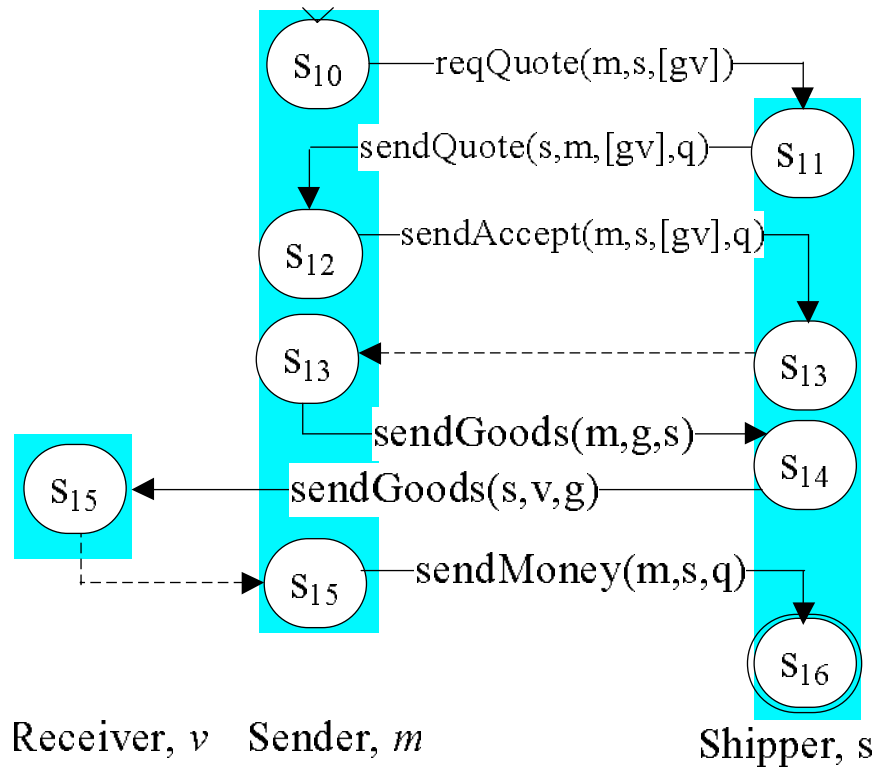 s10
reqQuote(m,s,[gv])
s11
sendQuote(s,m,[gv],q)
s12
sendAccept(m,s,[gv],q)
s13
s13
sendGoods(m,g,s)
s14
s15
sendGoods(s,v,g)
s15
sendMoney(m,s,q)
s16
Receiver, v
Sender, m
Shipper, s